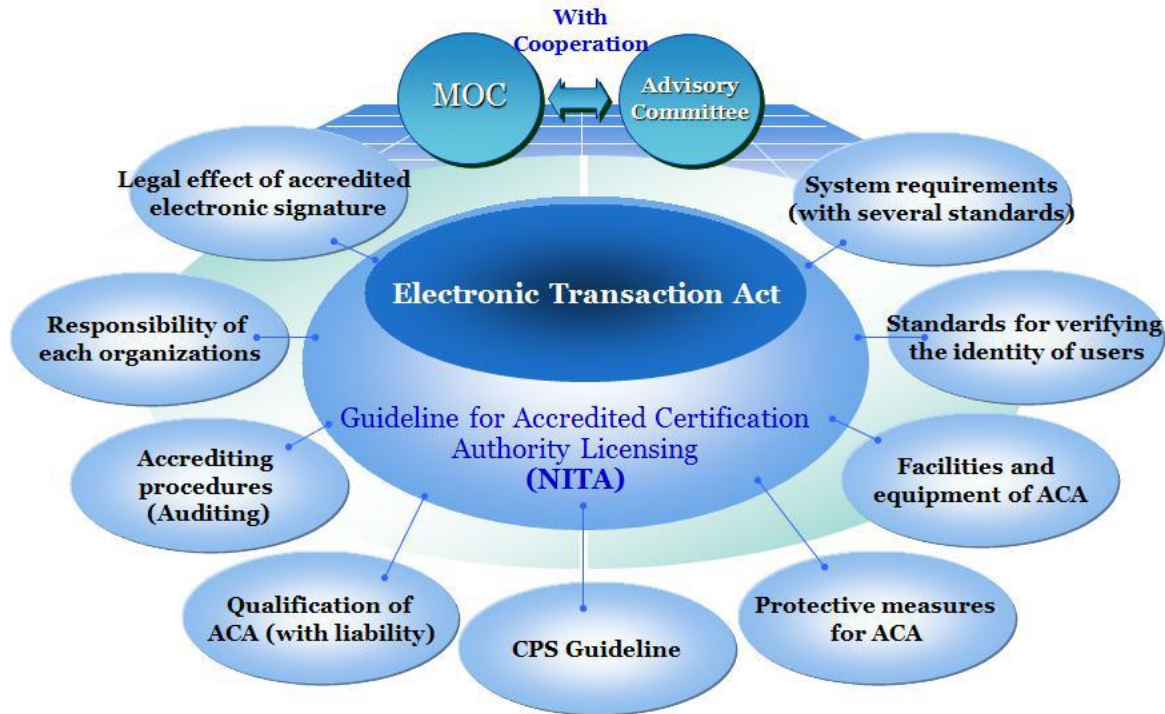 With
Cooperation
MOC
Advisory
Committee
Legal effect of accredited
electronic signature
System requirements
(with several standards)
Electronic Transaction Act
Responsibility of
each organizations
Standards for verifying
the identity of users
Guideline for Accredited Certification
Authority Licensing
(NITA)
Accrediting
procedures
(Auditing)
Facilities and
equipment of ACA
Qualification of
ACA (with liability)
CPS Guideline
Protective measures
for ACA